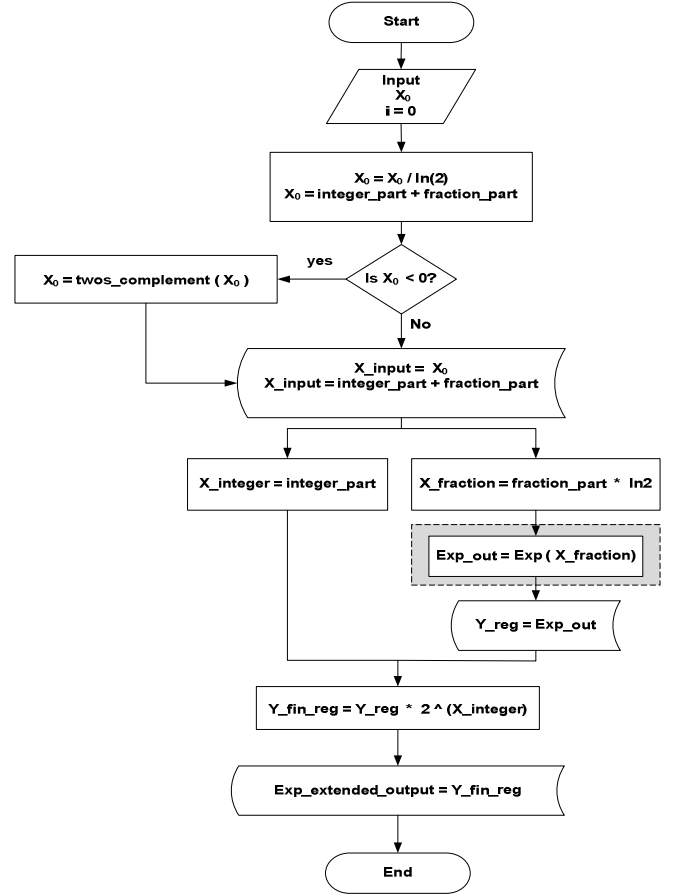 Start
Input
X₀
i = 0
X₀ = X₀ / ln(2)
X₀ = integer_part + fraction_part
yes
Is X₀ < 0?
X₀ = twos_complement ( X₀ )
No
X_input = X₀
X_input = integer_part + fraction_part
X_integer = integer_part
X_fraction = fraction_part * ln2
Exp_out = Exp ( X_fraction)
Y_reg = Exp_out
Y_fin_reg = Y_reg * 2 ^ (X_integer)
Exp_extended_output = Y_fin_reg
End